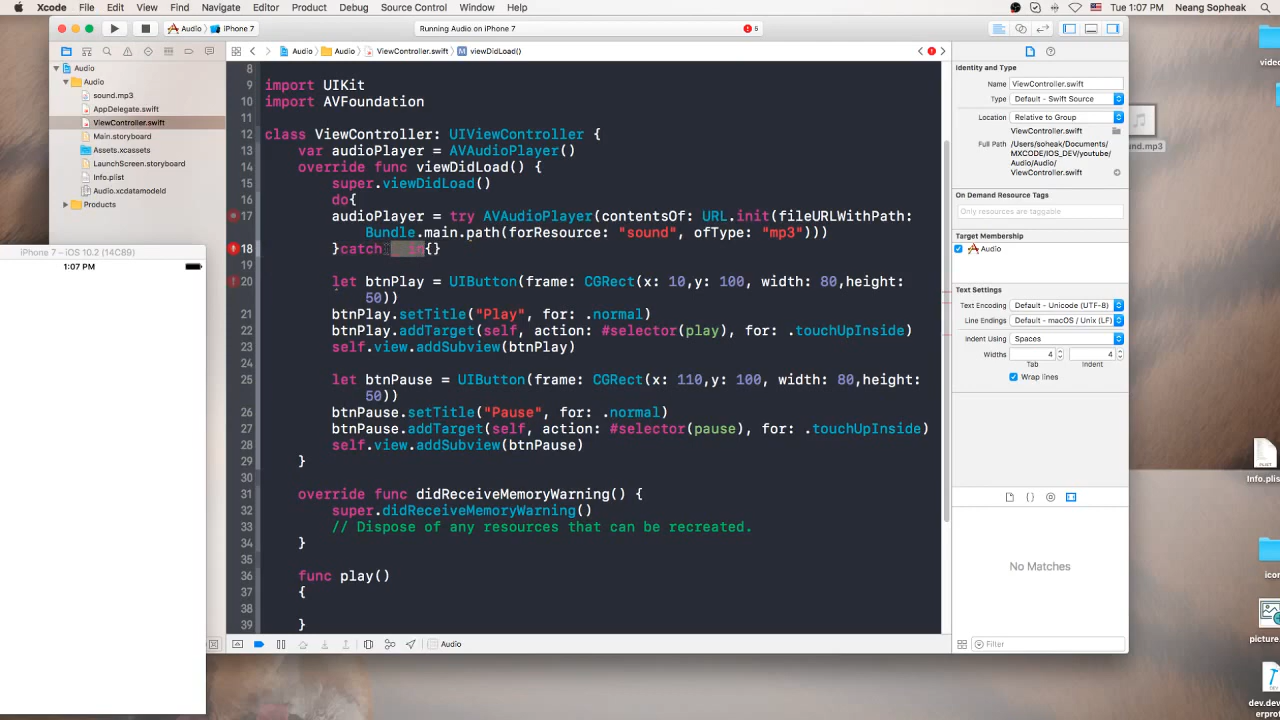 Xcode File Edit View Find Navigate Editor Product Debug Source Control Window Help
Tue 1:07 PM Neang Sopheak
Audio iPhone 7
Running Audio on iPhone 7
6
Audio Audio ViewController.swift M viewDidLoad()
Audio
Audio
sound.mp3
AppDelegate.swift
ViewController.swift
Main.storyboard
Assets.xcassets
LaunchScreen.storyboard
Info.plist
Audio.xcdatamodeld
Products
iPhone 7 – iOS 10.2 (14C89)
1:07 PM
8
9 import UIKit
10 import AVFoundation
11
12 class ViewController: UIViewController {
13 var audioPlayer = AVAudioPlayer()
14 override func viewDidLoad() {
15 super.viewDidLoad()
16 do{
17 audioPlayer = try AVAudioPlayer(contentsOf: URL.init(fileURLWithPath:
Bundle.main.path(forResource: "sound", ofType: "mp3")))
18 }catch in{}
19
20 let btnPlay = UIButton(frame: CGRect(x: 10,y: 100, width: 80,height:
50))
21 btnPlay.setTitle("Play", for: .normal)
22 btnPlay.addTarget(self, action: #selector(play), for: .touchUpInside)
23 self.view.addSubview(btnPlay)
24
25 let btnPause = UIButton(frame: CGRect(x: 110,y: 100, width: 80,height:
50))
26 btnPause.setTitle("Pause", for: .normal)
27 btnPause.addTarget(self, action: #selector(pause), for: .touchUpInside)
28 self.view.addSubview(btnPause)
29 }
30
31 override func didReceiveMemoryWarning() {
32 super.didReceiveMemoryWarning()
33 // Dispose of any resources that can be recreated.
34 }
35
36 func play()
37 {
38
39 }
Audio
Identity and Type
Name ViewController.swift
Type Default - Swift Source
Location Relative to Group
ViewController.swift
Full Path /Users/soheak/Documents/
MXCODE/IOS_DEV/youtube/
Audio/Audio/
ViewController.swift
On Demand Resource Tags
Only resources are taggable
Target Membership
Audio
Text Settings
Text Encoding Default - Unicode (UTF-8)
Line Endings Default - macOS / Unix (LF)
Indent Using Spaces
Widths 4 4
Tab Indent
Wrap lines
{ }
No Matches
Filter
video
und.mp3
PLIST
Info.plis
icon
picture.
DEV
dev.dev
erprof